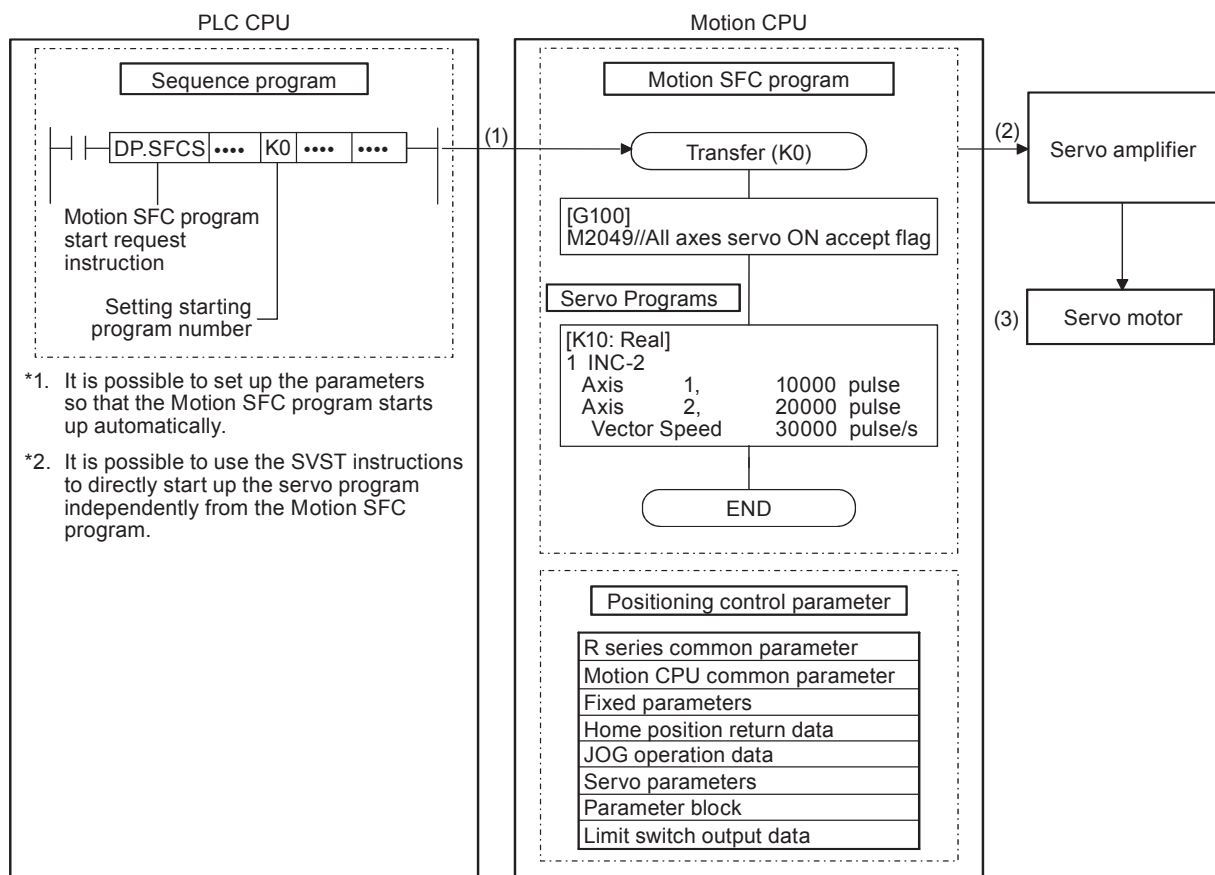 PLC CPU
Motion CPU
Sequence program
DP.SFCS •••• K0 •••• ••••
Motion SFC program
start request
instruction
Setting starting
program number
*1. It is possible to set up the parameters
so that the Motion SFC program starts
up automatically.
*2. It is possible to use the SVST instructions
to directly start up the servo program
independently from the Motion SFC
program.
(1)
Motion SFC program
Transfer (K0)
[G100]
M2049//All axes servo ON accept flag
Servo Programs
[K10: Real]
1 INC-2
Axis 1, 10000 pulse
Axis 2, 20000 pulse
Vector Speed 30000 pulse/s
END
Positioning control parameter
R series common parameter
Motion CPU common parameter
Fixed parameters
Home position return data
JOG operation data
Servo parameters
Parameter block
Limit switch output data
(2)
Servo amplifier
(3)
Servo motor